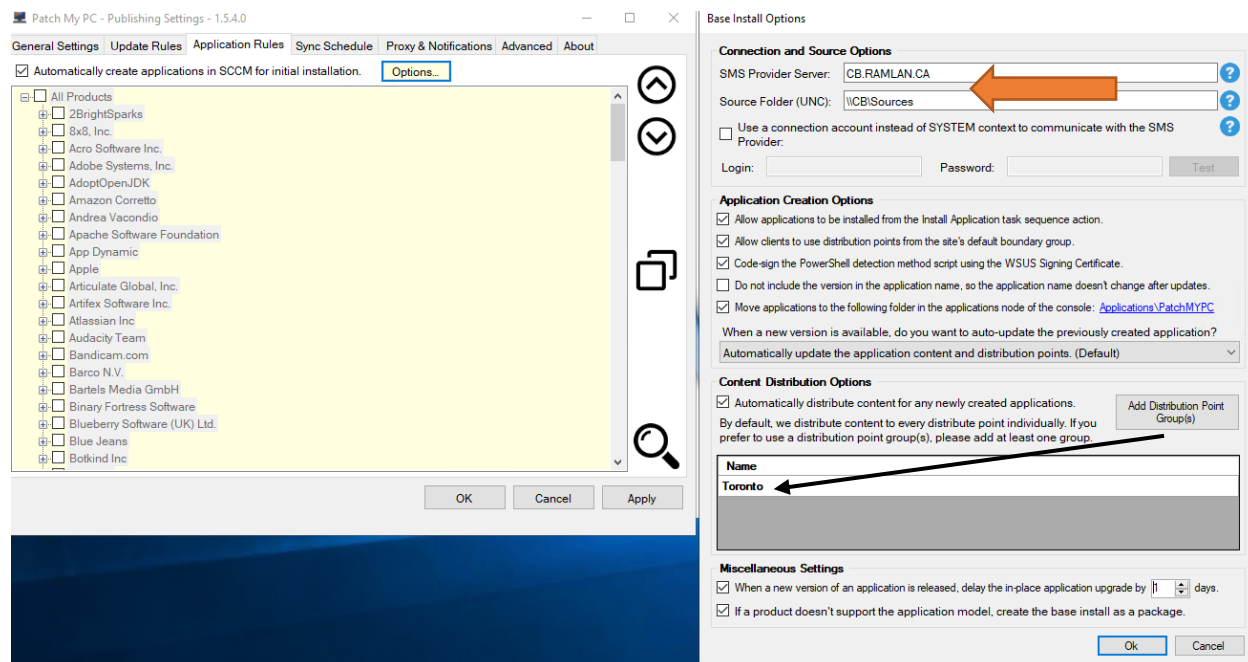 Patch My PC - Publishing Settings - 1.5.4.0
General Settings Update Rules Application Rules Sync Schedule Proxy & Notifications Advanced About
Automatically create applications in SCCM for initial installation. Options...
All Products
2BrightSparks
8x8, Inc.
Acro Software Inc.
Adobe Systems, Inc.
AdoptOpenJDK
Amazon Corretto
Andrea Vacondio
Apache Software Foundation
App Dynamic
Apple
Articulate Global, Inc.
Artifex Software Inc.
Atlassian Inc
Audacity Team
Bandicam.com
Barco N.V.
Bartels Media GmbH
Binary Fortress Software
Blueberry Software (UK) Ltd.
Blue Jeans
Botkind Inc
OK Cancel Apply
Base Install Options
Connection and Source Options
SMS Provider Server: CB.RAMLAN.CA ?
Source Folder (UNC): \\CB\Sources ?
Use a connection account instead of SYSTEM context to communicate with the SMS ?
Provider:
Login: Password: Test
Application Creation Options
Allow applications to be installed from the Install Application task sequence action.
Allow clients to use distribution points from the site's default boundary group.
Code-sign the PowerShell detection method script using the WSUS Signing Certificate.
Do not include the version in the application name, so the application name doesn't change after updates.
Move applications to the following folder in the applications node of the console: Applications\PatchMYPC
When a new version is available, do you want to auto-update the previously created application?
Automatically update the application content and distribution points. (Default)
Content Distribution Options
Automatically distribute content for any newly created applications.
Add Distribution Point
Group(s)
By default, we distribute content to every distribution point individually. If you
prefer to use a distribution point group(s), please add at least one group.
Name
Toronto
Miscellaneous Settings
When a new version of an application is released, delay the in-place application upgrade by 1 days.
If a product doesn't support the application model, create the base install as a package.
Ok Cancel